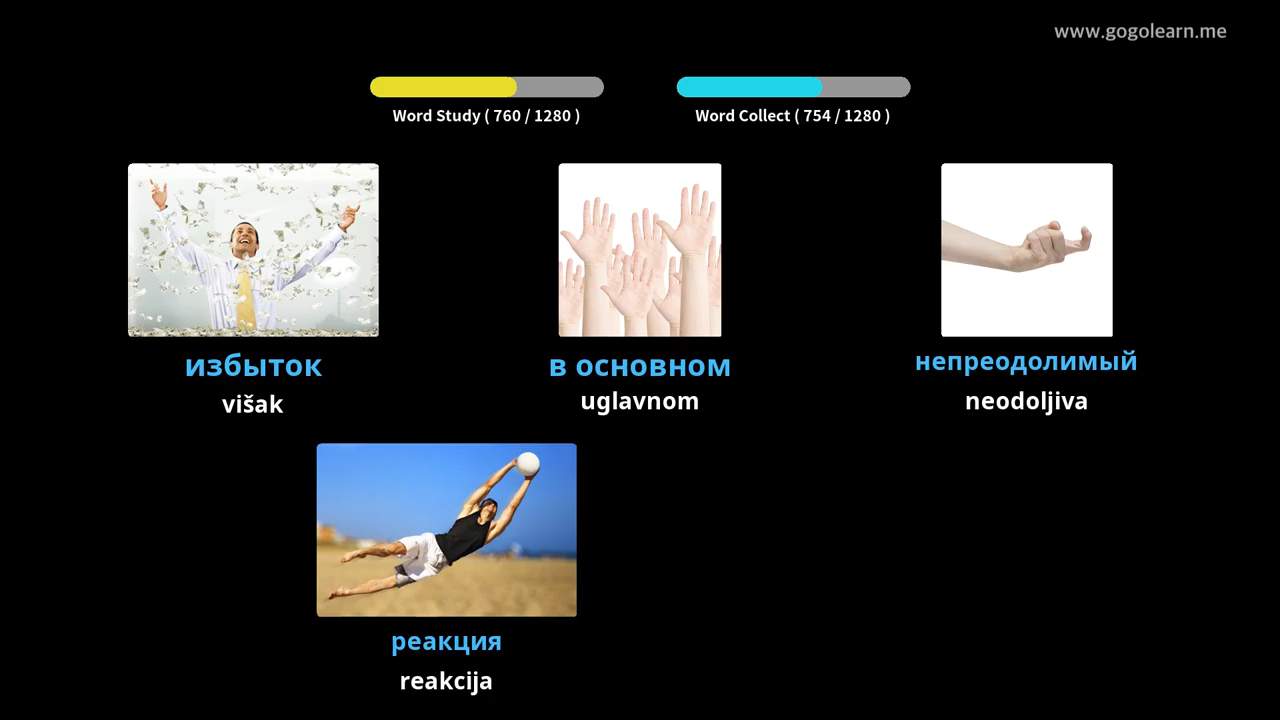 www.gogolearn.me
Word Study ( 760 / 1280 )
Word Collect ( 754 / 1280 )
избыток
višak
в основном
uglavnom
непреодолимый
neodoljiva
реакция
reakcija